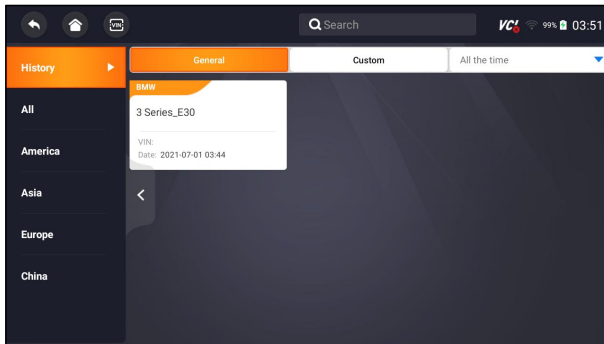 VIN
Search
VC!
99%
03:51
History
General
Custom
All the time
BMW
3 Series_E30
VIN:
Date: 2021-07-01 03:44
All
America
Asia
Europe
China